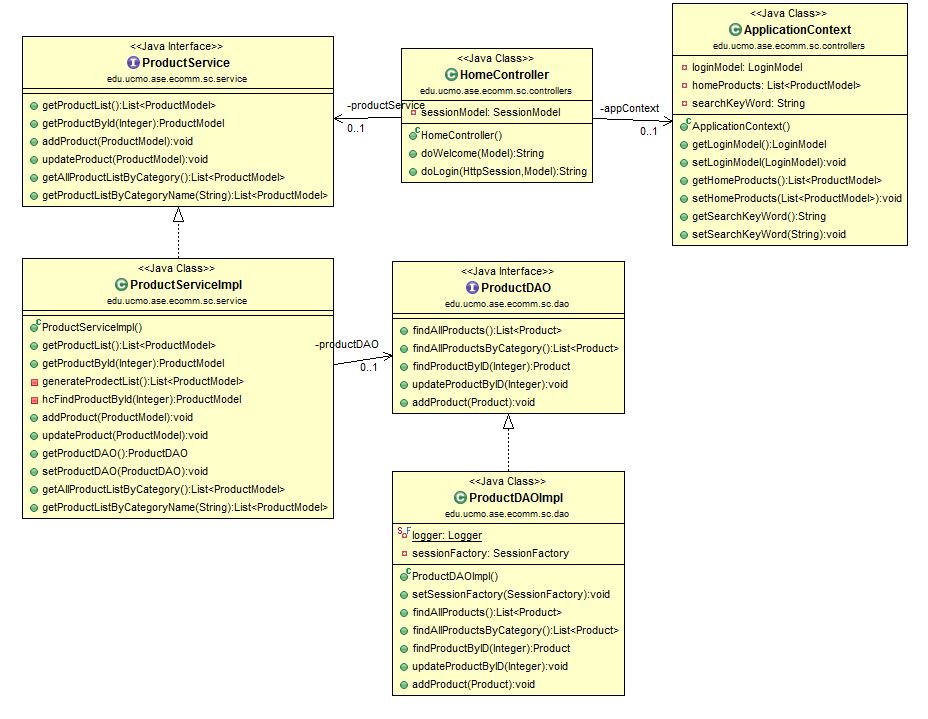 <<Java Interface>>
ProductService
edu.ucmo.ase.ecomm.sc.service
getProductList():List<ProductModel>
getProductById(Integer):ProductModel
addProduct(ProductModel):void
updateProduct(ProductModel):void
getAllProductListByCategory():List<ProductModel>
getProductListByCategoryName(String):List<ProductModel>
-productService
0..1
<<Java Class>>
HomeController
edu.ucmo.ase.ecomm.sc.controllers
sessionModel: SessionModel
HomeController()
doWelcome(Model):String
doLogin(HttpSession,Model):String
-appContext
0..1
<<Java Class>>
ApplicationContext
edu.ucmo.ase.ecomm.sc.controllers
loginModel: LoginModel
homeProducts: List<ProductModel>
searchKeyWord: String
ApplicationContext()
getLoginModel():LoginModel
setLoginModel(LoginModel):void
getHomeProducts():List<ProductModel>
setHomeProducts(List<ProductModel>):void
getSearchKeyWord():String
setSearchKeyWord(String):void
<<Java Class>>
ProductServiceImpl
edu.ucmo.ase.ecomm.sc.service
ProductServiceImpl()
getProductList():List<ProductModel>
getProductById(Integer):ProductModel
generateProdectList():List<ProductModel>
hcFindProductById(Integer):ProductModel
addProduct(ProductModel):void
updateProduct(ProductModel):void
getProductDAO():ProductDAO
setProductDAO(ProductDAO):void
getAllProductListByCategory():List<ProductModel>
getProductListByCategoryName(String):List<ProductModel>
-productDAO
0..1
<<Java Interface>>
ProductDAO
edu.ucmo.ase.ecomm.sc.dao
findAllProducts():List<Product>
findAllProductsByCategory():List<Product>
findProductByID(Integer):Product
updateProductByID(Integer):void
addProduct(Product):void
<<Java Class>>
ProductDAOImpl
edu.ucmo.ase.ecomm.sc.dao
logger: Logger
sessionFactory: SessionFactory
ProductDAOImpl()
setSessionFactory(SessionFactory):void
findAllProducts():List<Product>
findAllProductsByCategory():List<Product>
findProductByID(Integer):Product
updateProductByID(Integer):void
addProduct(Product):void